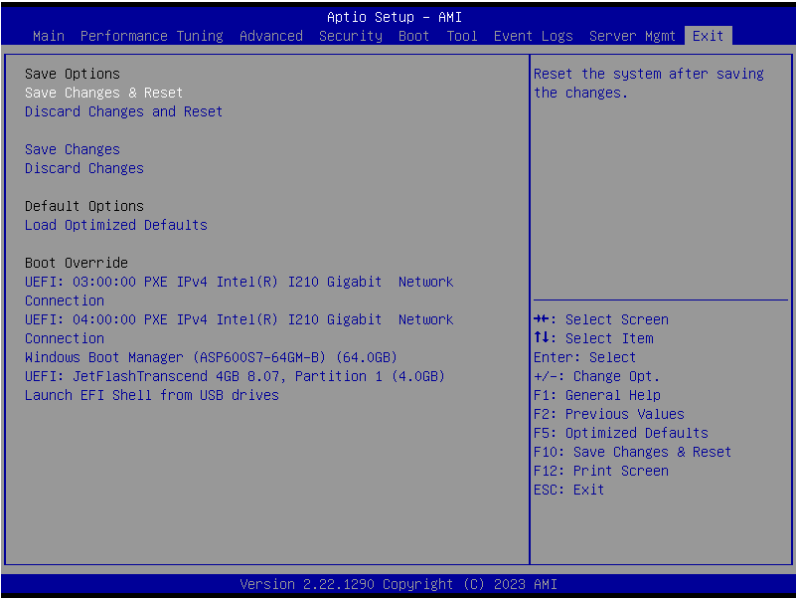 Aptio Setup – AMI
Main Performance Tuning Advanced Security Boot Tool Event Logs Server Mgmt Exit
Save Options
Save Changes & Reset
Discard Changes and Reset
Save Changes
Discard Changes
Default Options
Load Optimized Defaults
Boot Override
UEFI: 03:00:00 PXE IPv4 Intel(R) I210 Gigabit  Network
Connection
UEFI: 04:00:00 PXE IPv4 Intel(R) I210 Gigabit  Network
Connection
Windows Boot Manager (ASP600S7-64GM-B) (64.0GB)
UEFI: JetFlashTranscend 4GB 8.07, Partition 1 (4.0GB)
Launch EFI Shell from USB drives
Reset the system after saving
the changes.
→←: Select Screen
↑↓: Select Item
Enter: Select
+/-: Change Opt.
F1: General Help
F2: Previous Values
F5: Optimized Defaults
F10: Save Changes & Reset
F12: Print Screen
ESC: Exit
Version 2.22.1290 Copyright (C) 2023 AMI